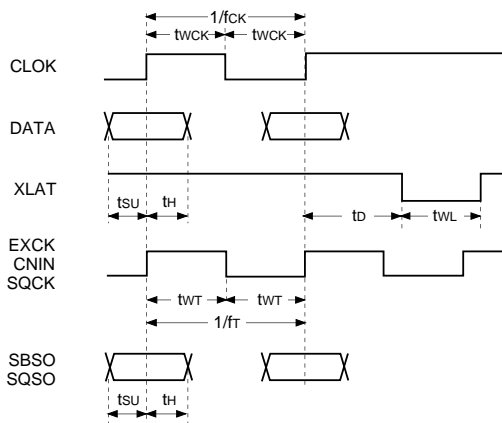 1/fCK
tWCK tWCK
CLOK
DATA
XLAT
tSU tH
tD tWL
EXCK
CNIN
SQCK
tWT tWT
1/fT
SBSO
SQSO
tSU tH